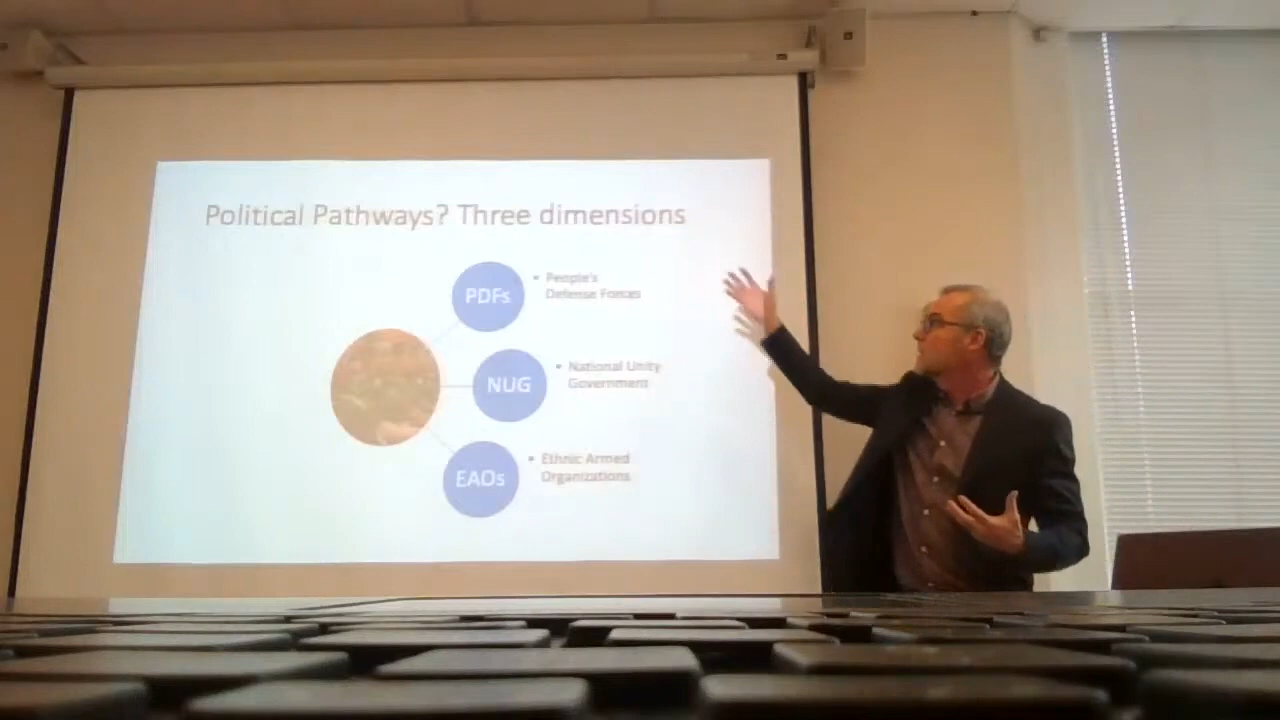 Political Pathways? Three dimensions
PDFs
• People's
Defense Forces
NUG
• National Unity
Government
EAOs
• Ethnic Armed
Organizations